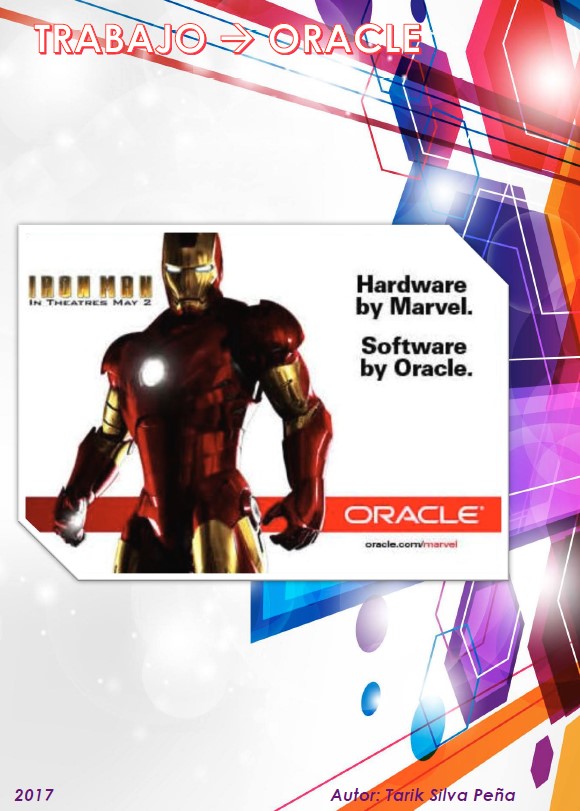 TRABAJO → ORACLE
IRON MAN
IN THEATRES MAY 2
Hardware
by Marvel.
Software
by Oracle.
ORACLE®
oracle.com/marvel
2017
Autor: Tarik Silva Peña